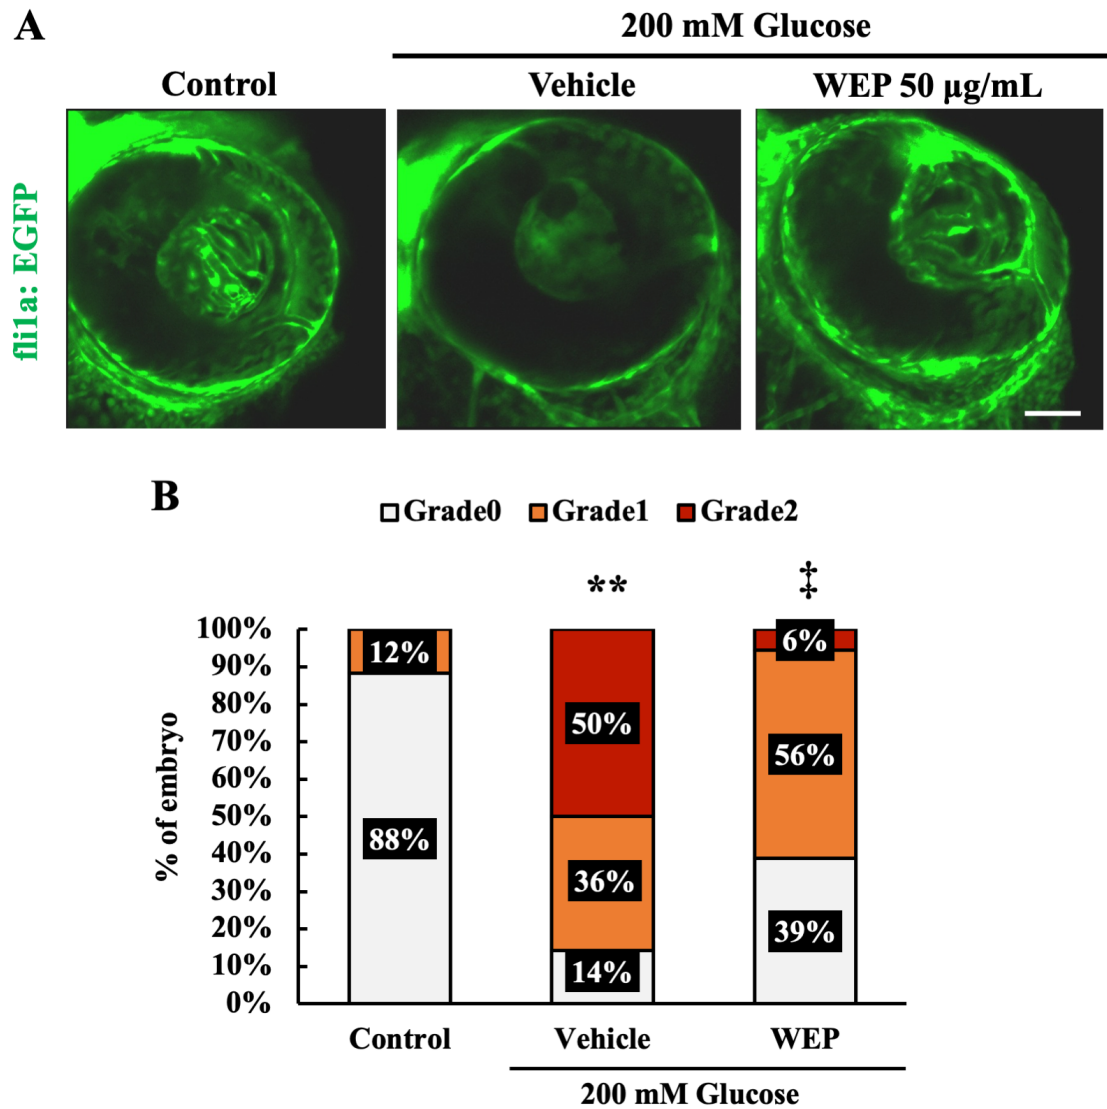 A
200 mM Glucose
Control
Vehicle
WEP 50 µg/mL
fli1a: EGFP
B
Grade0
Grade1
Grade2
**
‡
100%
90%
80%
70%
60%
50%
40%
30%
20%
10%
0%
% of embryo
12%
88%
50%
36%
14%
6%
56%
39%
Control
Vehicle
WEP
200 mM Glucose